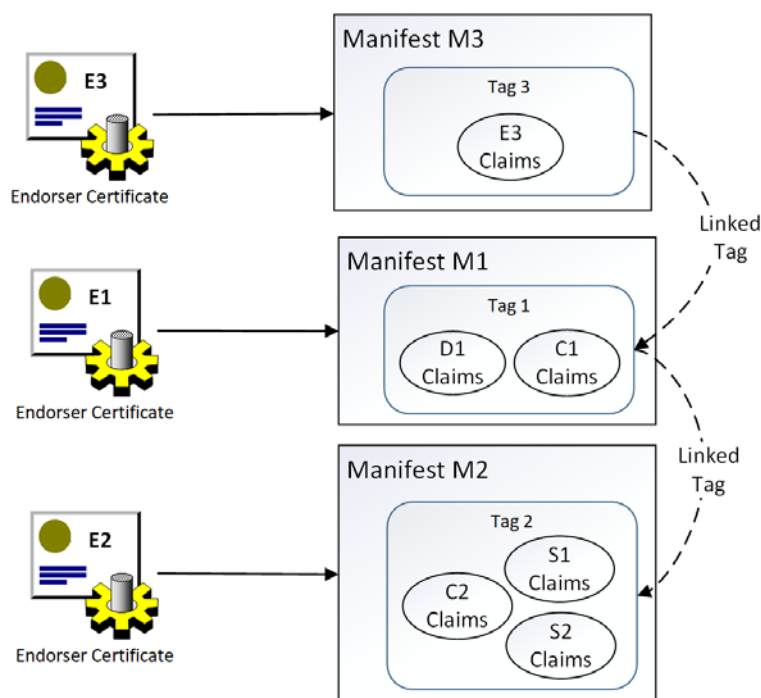 Manifest M3
Tag 3
E3
Claims
E3
Endorser Certificate
Linked
Tag
Manifest M1
Tag 1
D1
Claims
C1
Claims
E1
Endorser Certificate
Linked
Tag
Manifest M2
Tag 2
S1
Claims
C2
Claims
S2
Claims
E2
Endorser Certificate